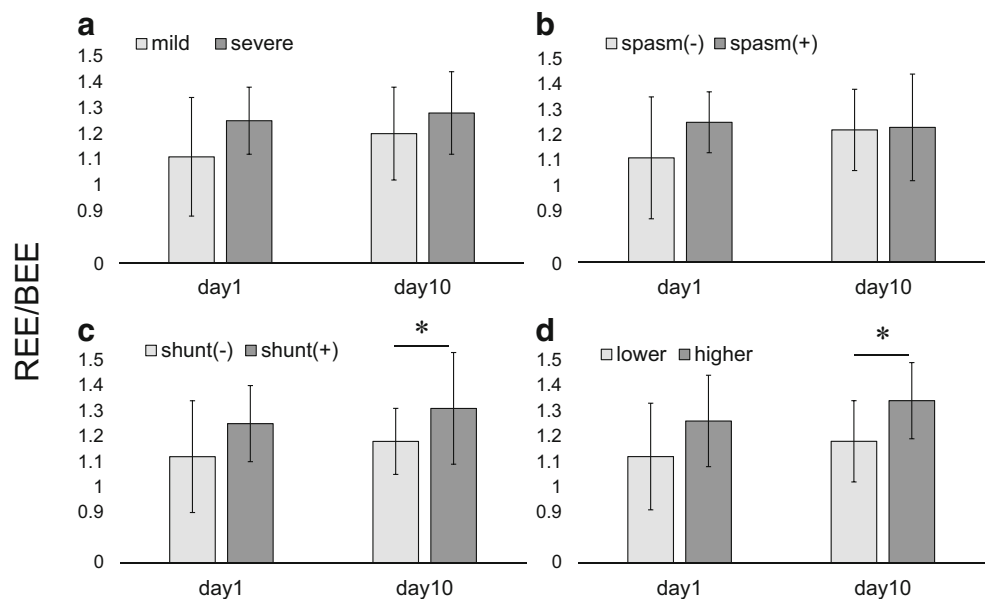 REE/BEE
a
mild severe
1.5
1.4
1.3
1.2
1.1
1
0.9
0
day1 day10
b
spasm(-) spasm(+)
1.5
1.4
1.3
1.2
1.1
1
0.9
0
day1 day10
c
shunt(-) shunt(+)
*
1.5
1.4
1.3
1.2
1.1
1
0.9
0
day1 day10
d
lower higher
*
1.5
1.4
1.3
1.2
1.1
1
0.9
0
day1 day10